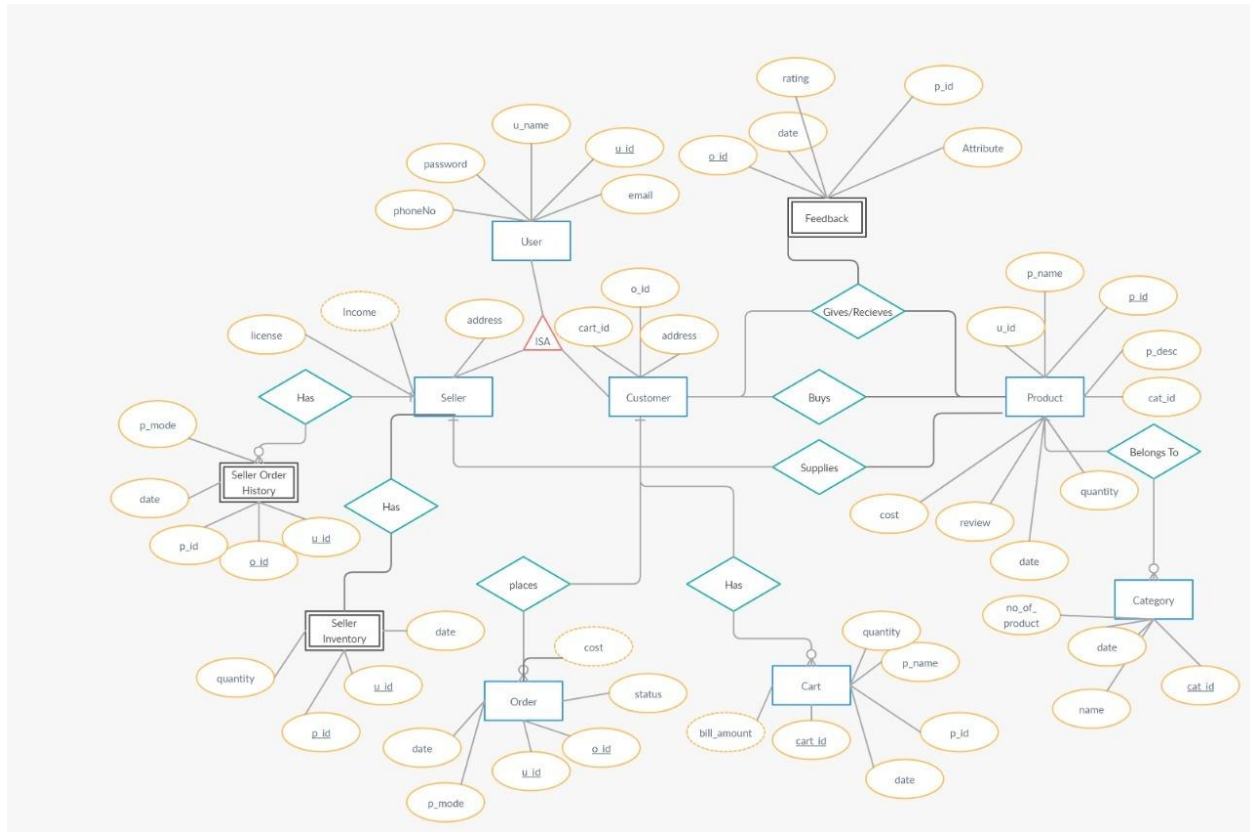 rating
p_id
u_name
date
Attribute
password
u_id
o_id
email
phoneNo
Feedback
User
p_name
o_id
p_id
Income
address
Gives/Recieves
u_id
license
cart_id
address
ISA
p_desc
Has
Seller
Customer
Buys
Product
cat_id
p_mode
Belongs To
Seller Order
History
Supplies
quantity
date
Has
cost
review
p_id
u_id
o_id
date
places
Has
Category
no_of_
product
Seller
Inventory
date
quantity
cost
date
p_name
quantity
u_id
Cart
cat_id
Order
status
name
p_id
bill_amount
cart_id
p_id
date
o_id
u_id
date
p_mode